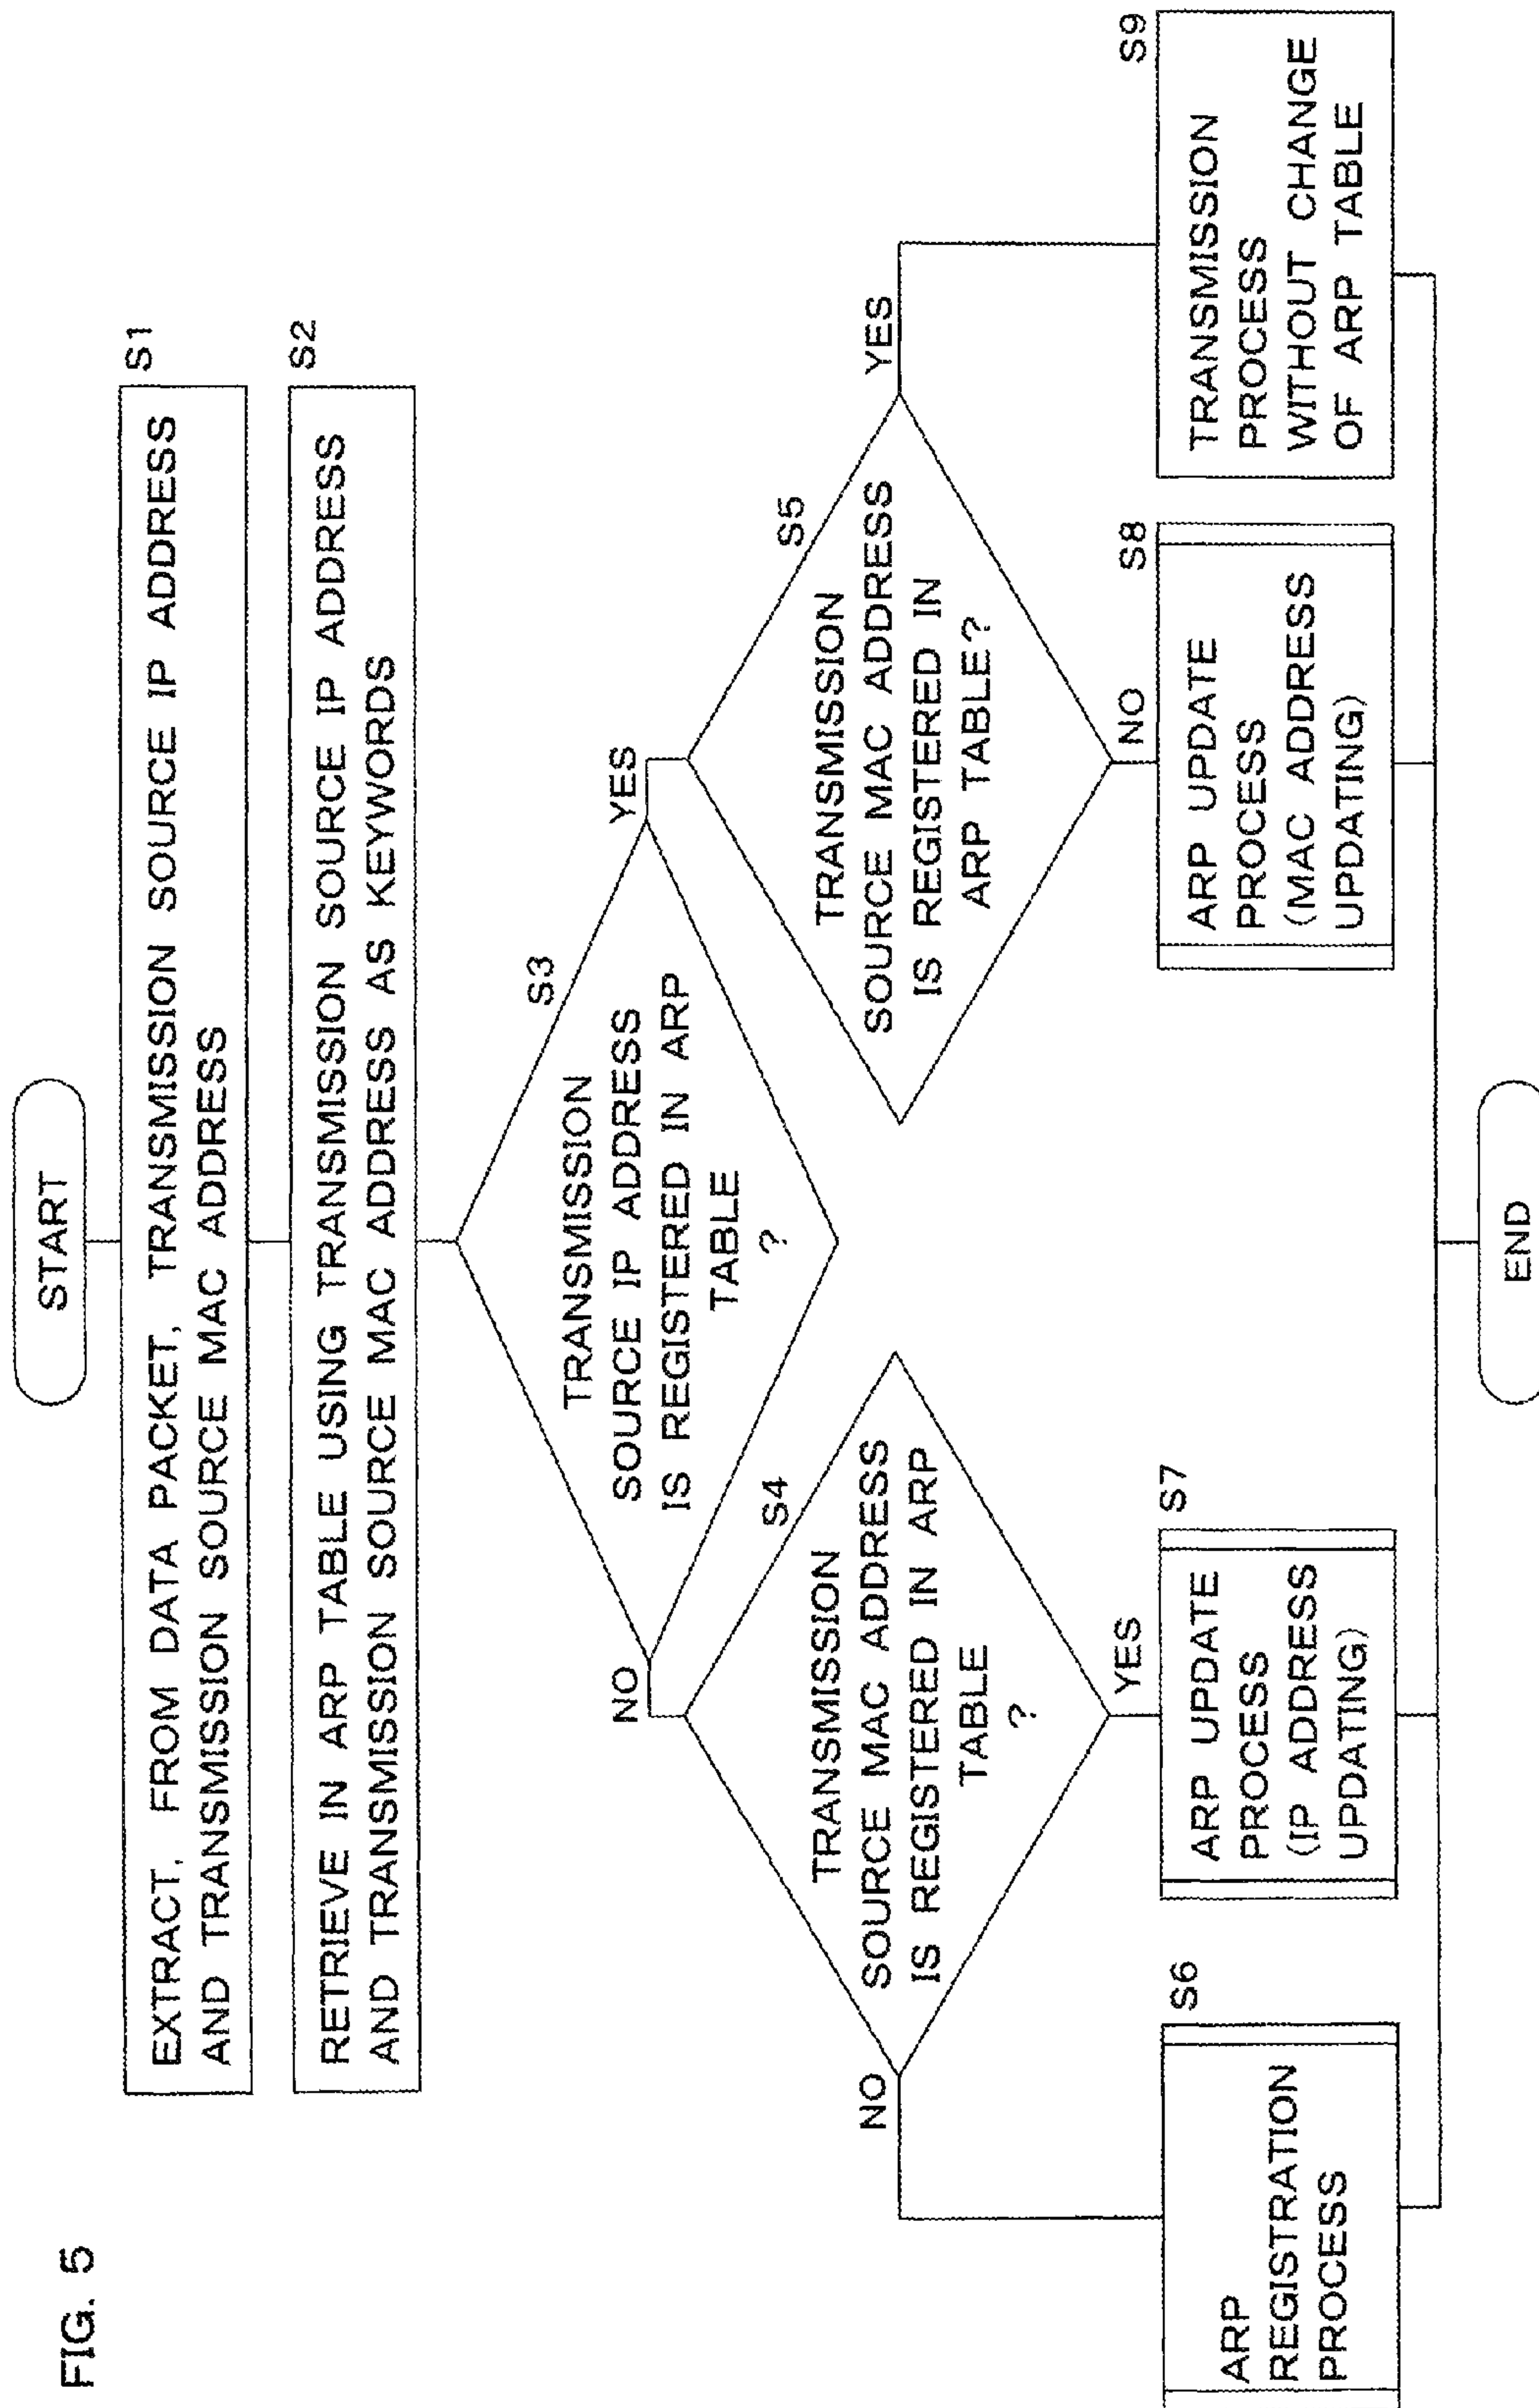 FIG. 5
START
S1
EXTRACT, FROM DATA PACKET, TRANSMISSION SOURCE IP ADDRESS
AND TRANSMISSION SOURCE MAC ADDRESS
S2
RETRIEVE IN ARP TABLE USING TRANSMISSION SOURCE IP ADDRESS
AND TRANSMISSION SOURCE MAC ADDRESS AS KEYWORDS
S3
TRANSMISSION
SOURCE IP ADDRESS
IS REGISTERED IN ARP
TABLE
?
NO
YES
S4
TRANSMISSION
SOURCE MAC ADDRESS
IS REGISTERED IN ARP
TABLE
?
NO
YES
S5
TRANSMISSION
SOURCE MAC ADDRESS
IS REGISTERED IN
ARP TABLE?
YES
NO
S6
ARP
REGISTRATION
PROCESS
S7
ARP UPDATE
PROCESS
(IP ADDRESS
UPDATING)
S8
ARP UPDATE
PROCESS
(MAC ADDRESS
UPDATING)
S9
TRANSMISSION
PROCESS
WITHOUT CHANGE
OF ARP TABLE
END